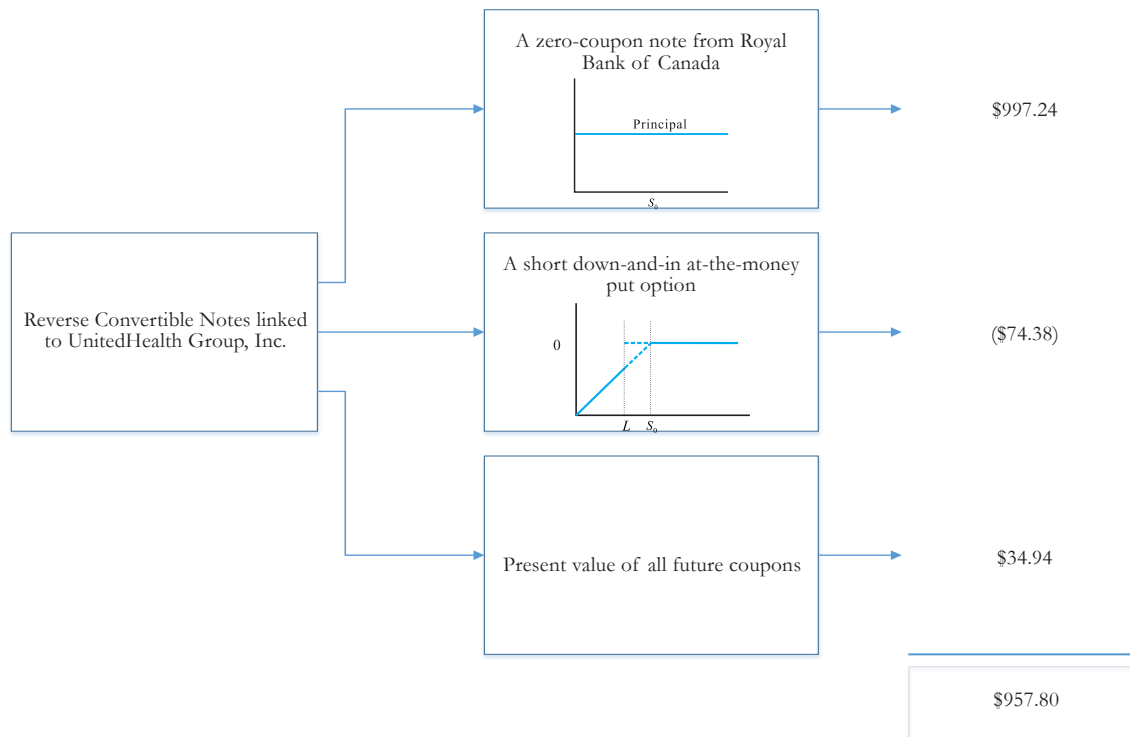 A zero-coupon note from Royal
Bank of Canada
Principal
S₀
$997.24
Reverse Convertible Notes linked
to UnitedHealth Group, Inc.
A short down-and-in at-the-money
put option
0
L S₀
($74.38)
Present value of all future coupons
$34.94
$957.80